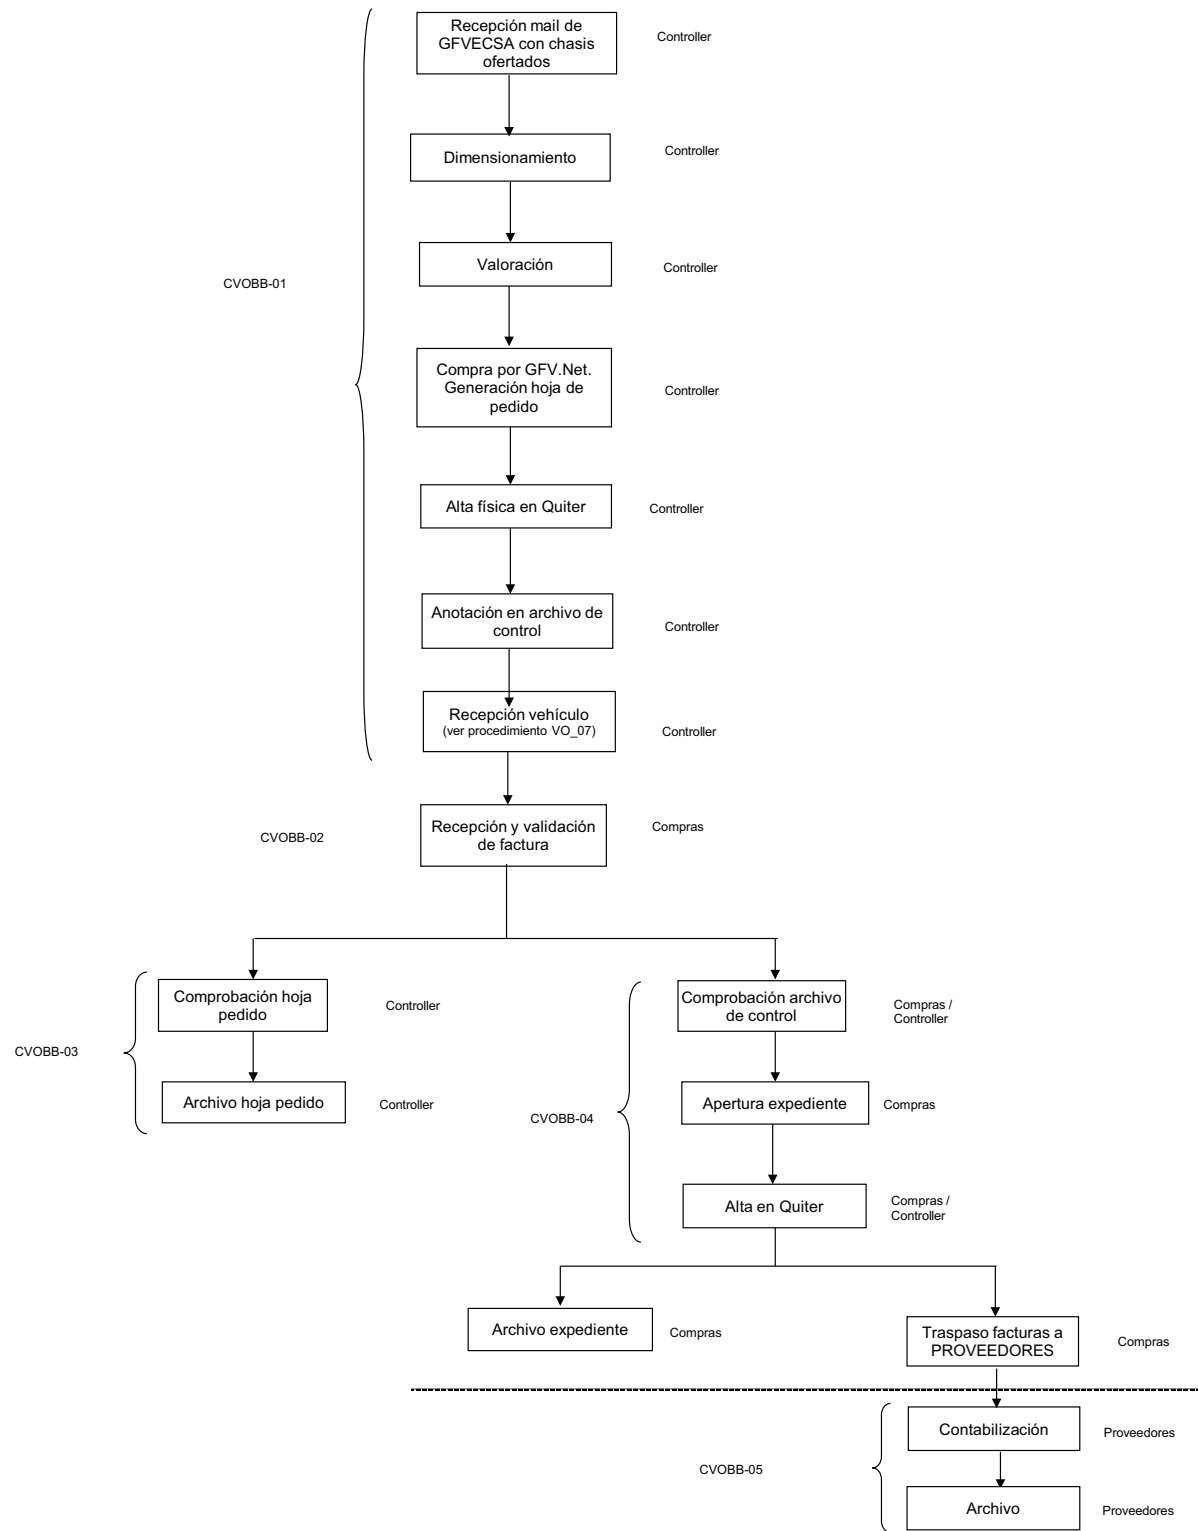 Recepción mail de
GFVECSA con chasis
ofertados
Controller
Dimensionamiento
Controller
Valoración
Controller
CVOBB-01
Compra por GFV.Net.
Generación hoja de
pedido
Controller
Alta física en Quiter
Controller
Anotación en archivo de
control
Controller
Recepción vehículo
(ver procedimiento VO_07)
Controller
Recepción y validación
de factura
Compras
CVOBB-02
Comprobación hoja
pedido
Controller
CVOBB-03
Archivo hoja pedido
Controller
Comprobación archivo
de control
Compras /
Controller
Apertura expediente
Compras
CVOBB-04
Alta en Quiter
Compras /
Controller
Archivo expediente
Compras
Traspaso facturas a
PROVEEDORES
Compras
Contabilización
Proveedores
CVOBB-05
Archivo
Proveedores